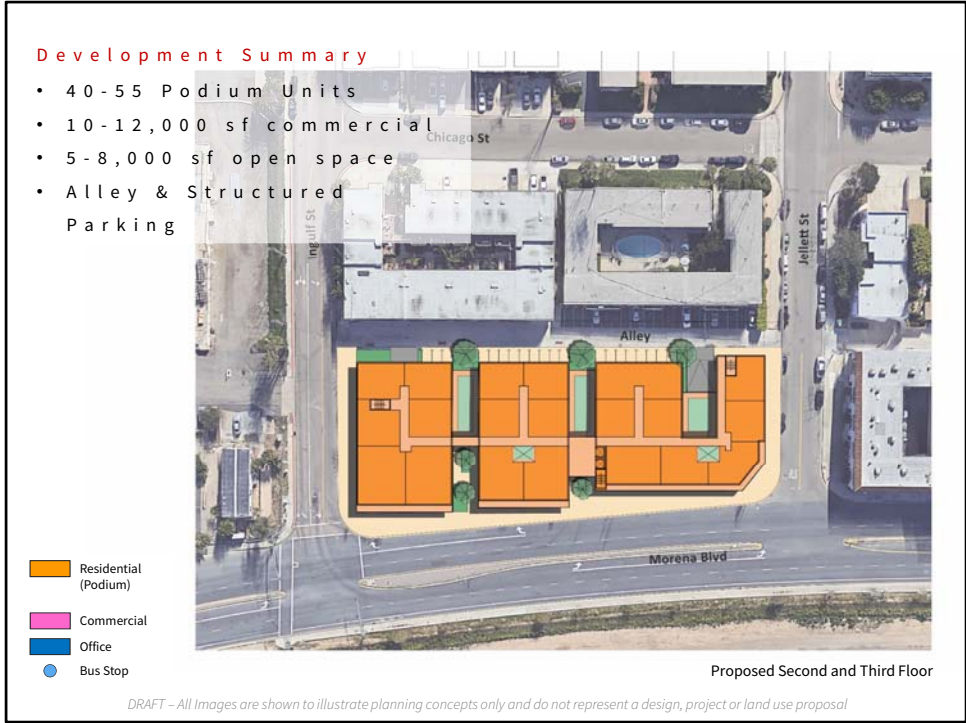 Development Summary
• 40-55 Podium Units
• 10-12,000 sf commercial
• 5-8,000 sf open space
• Alley & Structured
Parking
Chicago St
Ingulf St
Jellett St
Alley
Morena Blvd
Residential
(Podium)
Commercial
Office
Bus Stop
Proposed Second and Third Floor
DRAFT – All Images are shown to illustrate planning concepts only and do not represent a design, project or land use proposal